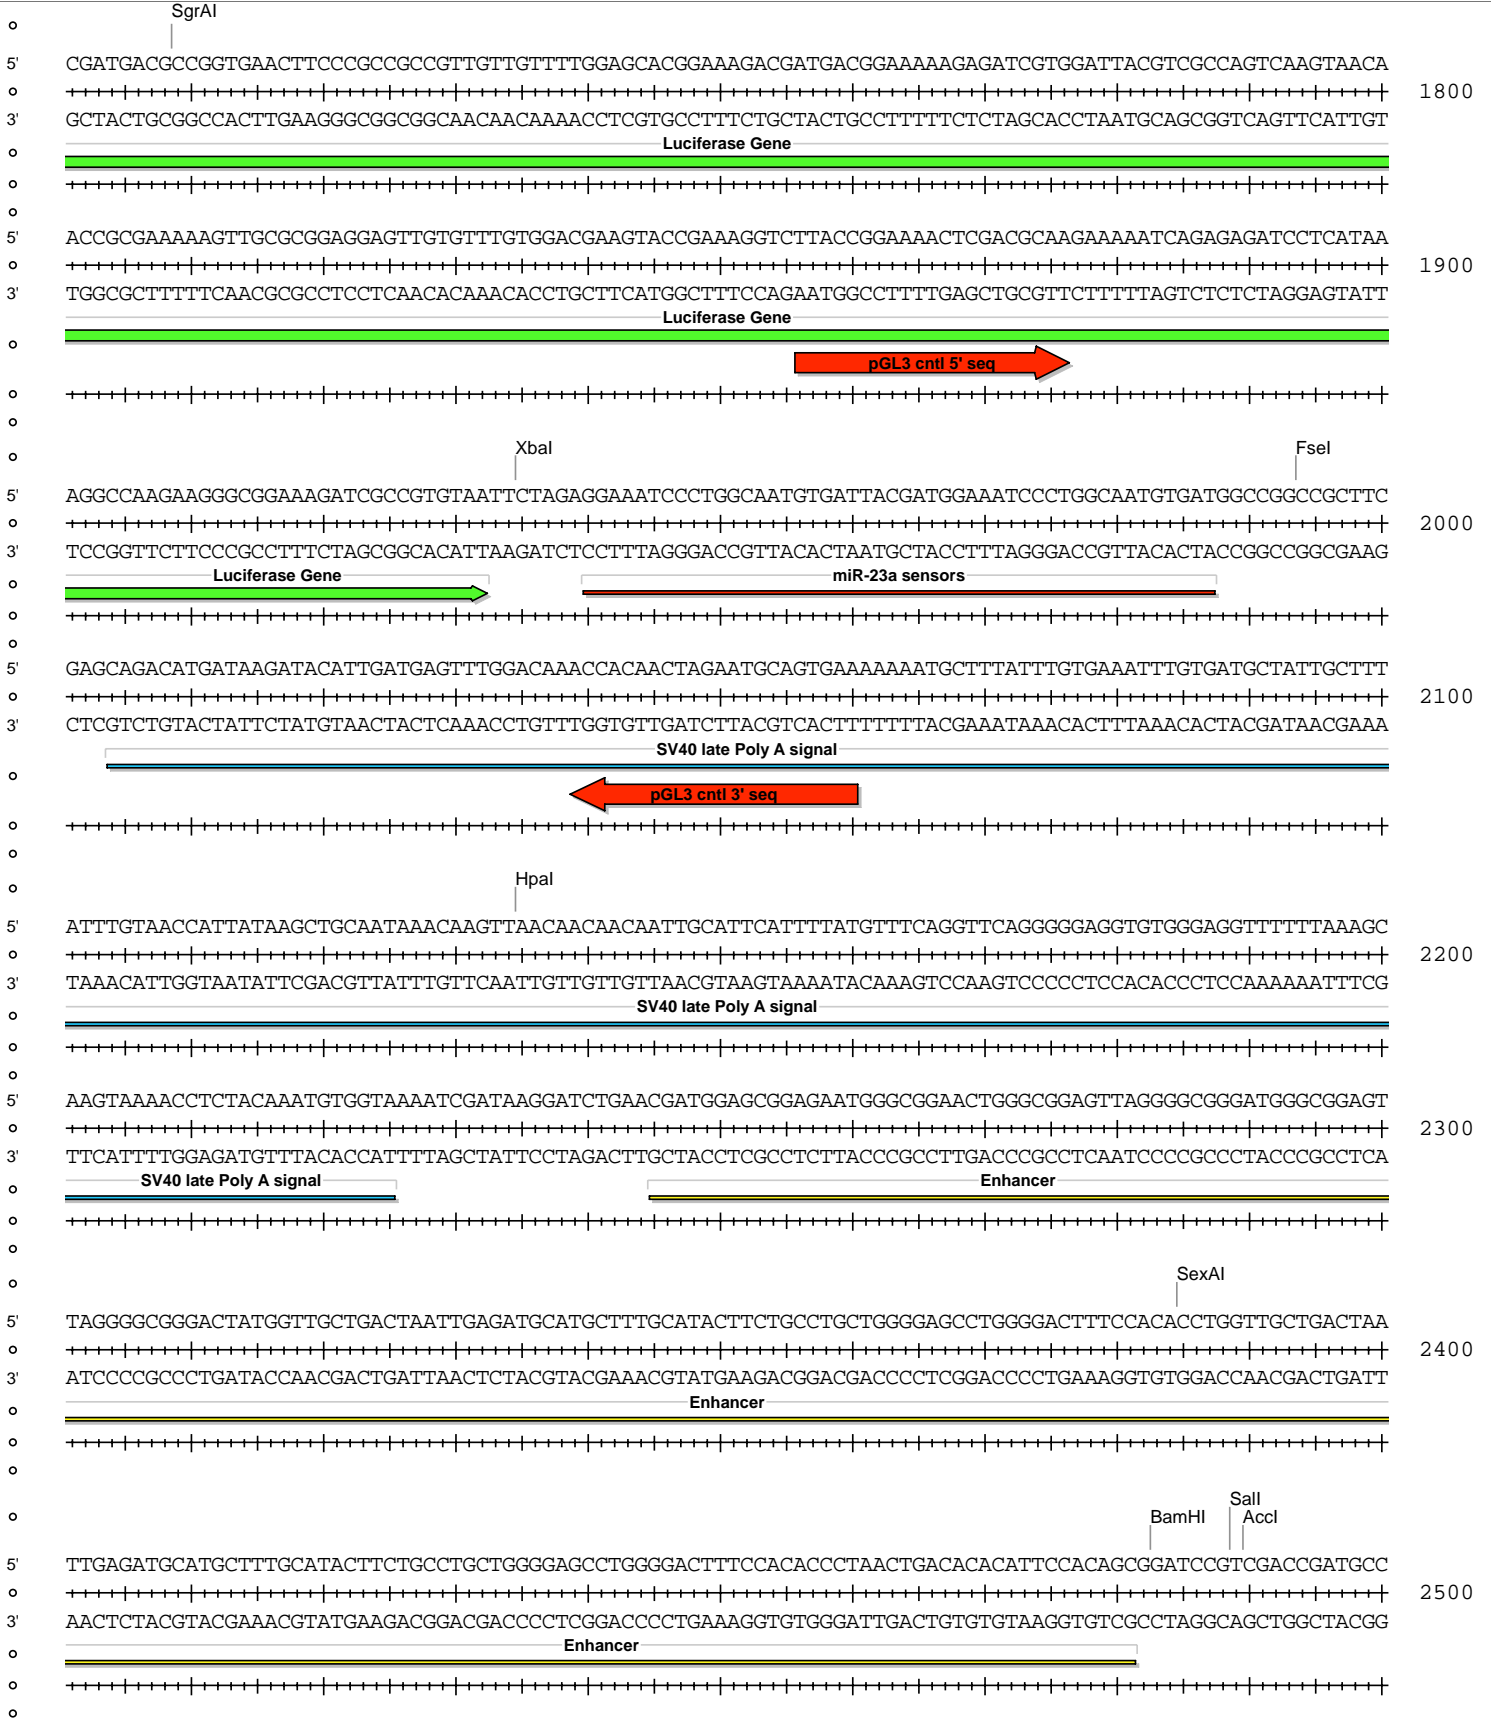 SgrAI
5' CGATGACGCCGGTGAACTTCCCGCCGCCGTTGTTGTTTTGGAGCACGGAAAGACGATGACGGAAAAAGAGATCGTGGATTACGTCGCCAGTCAAGTAACA
1800
3' GCTACTGCGGCCACTTGAAGGGCGGCGGCAACAACAAAACCTCGTGCCTTTCTGCTACTGCCTTTTTCTCTAGCACCTAATGCAGCGGTCAGTTCATTGT
Luciferase Gene
5' ACCGCGAAAAAGTTGCGCGGAGGAGTTGTGTTTGTGGACGAAGTACCGAAAGGTCTTACCGGAAAACTCGACGCAAGAAAAATCAGAGAGATCCTCATAA
1900
3' TGGCGCTTTTTCAACGCGCCTCCTCAACACAAACACCTGCTTCATGGCTTTCCAGAATGGCCTTTTGAGCTGCGTTCTTTTTAGTCTCTCTAGGAGTATT
Luciferase Gene
pGL3 cntl 5' seq
XbaI FseI
5' AGGCCAAGAAGGGCGGAAAGATCGCCGTGTAATTCTAGAGGAAATCCCTGGCAATGTGATTACGATGGAAATCCCTGGCAATGTGATGGCCGGCCGCTTC
2000
3' TCCGGTTCTTCCCGCCTTTCTAGCGGCACATTAAGATCTCCTTTAGGGACCGTTACACTAATGCTACCTTTAGGGACCGTTACACTACCGGCCGGCGAAG
Luciferase Gene miR-23a sensors
5' GAGCAGACATGATAAGATACATTGATGAGTTTGGACAAACCACAACTAGAATGCAGTGAAAAAAATGCTTTATTTGTGAAATTTGTGATGCTATTGCTTT
2100
3' CTCGTCTGTACTATTCTATGTAACTACTCAAACCTGTTTGGTGTTGATCTTACGTCACTTTTTTTACGAAATAAACACTTTAAACACTACGATAACGAAA
SV40 late Poly A signal
pGL3 cntl 3' seq
HpaI
5' ATTTGTAACCATTATAAGCTGCAATAAACAAGTTAACAACAACAATTGCATTCATTTTATGTTTCAGGTTCAGGGGGAGGTGTGGGAGGTTTTTTAAAGC
2200
3' TAAACATTGGTAATATTCGACGTTATTTGTTCAATTGTTGTTGTTAACGTAAGTAAAATACAAAGTCCAAGTCCCCCTCCACACCCTCCAAAAAATTTCG
SV40 late Poly A signal
5' AAGTAAAACCTCTACAAATGTGGTAAAATCGATAAGGATCTGAACGATGGAGCGGAGAATGGGCGGAACTGGGCGGAGTTAGGGGCGGGATGGGCGGAGT
2300
3' TTCATTTTGGAGATGTTTACACCATTTTAGCTATTCCTAGACTTGCTACCTCGCCTCTTACCCGCCTTGACCCGCCTCAATCCCCGCCCTACCCGCCTCA
SV40 late Poly A signal Enhancer
SexAI
5' TAGGGGCGGGACTATGGTTGCTGACTAATTGAGATGCATGCTTTGCATACTTCTGCCTGCTGGGGAGCCTGGGGACTTTCCACACCTGGTTGCTGACTAA
2400
3' ATCCCCGCCCTGATACCAACGACTGATTAACTCTACGTACGAAACGTATGAAGACGGACGACCCCTCGGACCCCTGAAAGGTGTGGACCAACGACTGATT
Enhancer
SalI
BamHI AccI
5' TTGAGATGCATGCTTTGCATACTTCTGCCTGCTGGGGAGCCTGGGGACTTTCCACACCCTAACTGACACACATTCCACAGCGGATCCGTCGACCGATGCC
2500
3' AACTCTACGTACGAAACGTATGAAGACGGACGACCCCTCGGACCCCTGAAAGGTGTGGGATTGACTGTGTGTAAGGTGTCGCCTAGGCAGCTGGCTACGG
Enhancer